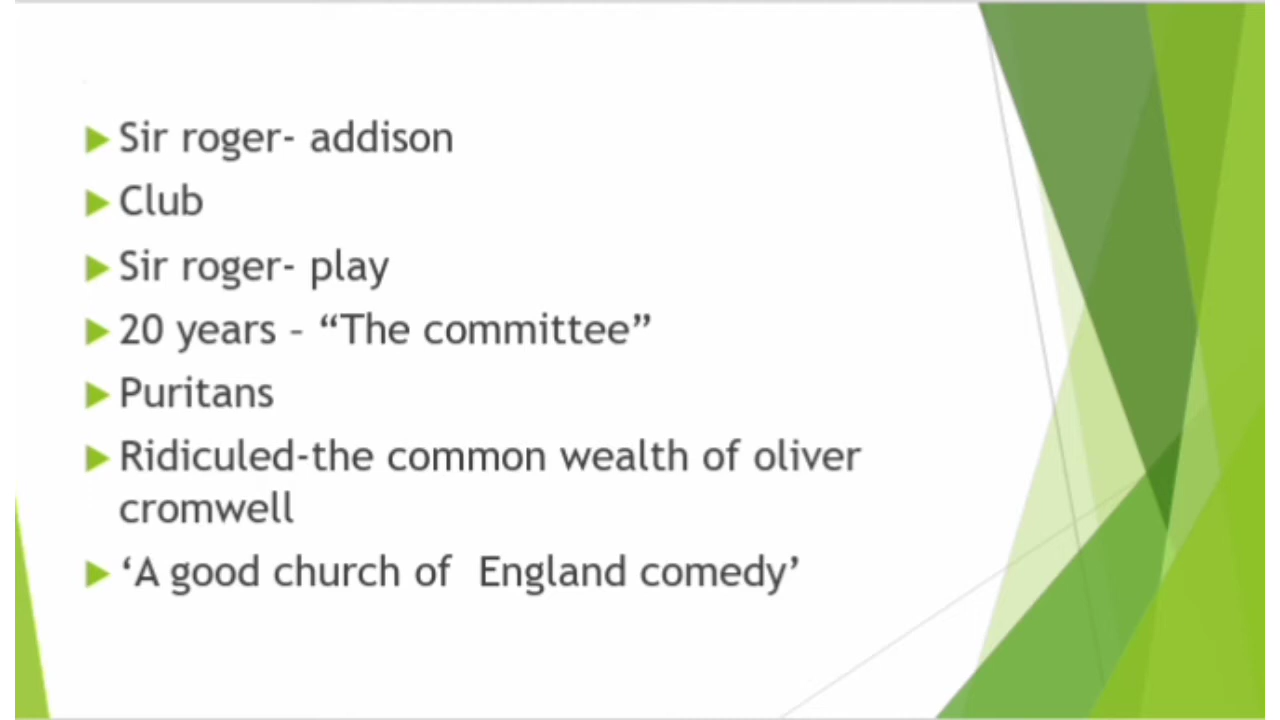 Sir roger- addison
Club
Sir roger- play
20 years – “The committee”
Puritans
Ridiculed-the common wealth of oliver
cromwell
‘A good church of  England comedy’